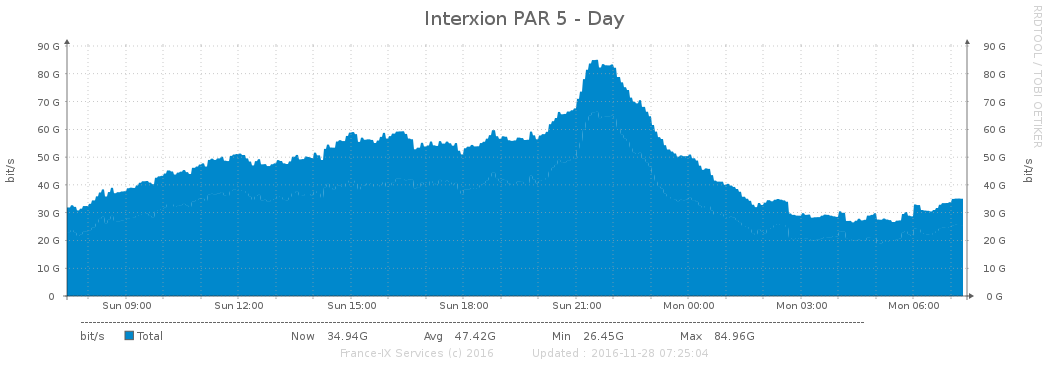 Interxion PAR 5 - Day
RRDTOOL / TOBI OETIKER
bit/s
90 G 90 G
80 G 80 G
70 G 70 G
60 G 60 G
50 G 50 G
40 G 40 G
30 G 30 G
20 G 20 G
10 G 10 G
0 0 G
bit/s
Sun 09:00 Sun 12:00 Sun 15:00 Sun 18:00 Sun 21:00 Mon 00:00 Mon 03:00 Mon 06:00
bit/s Total Now 34.94G Avg 47.42G Min 26.45G Max 84.96G
France-IX Services (c) 2016 Updated : 2016-11-28 07:25:04